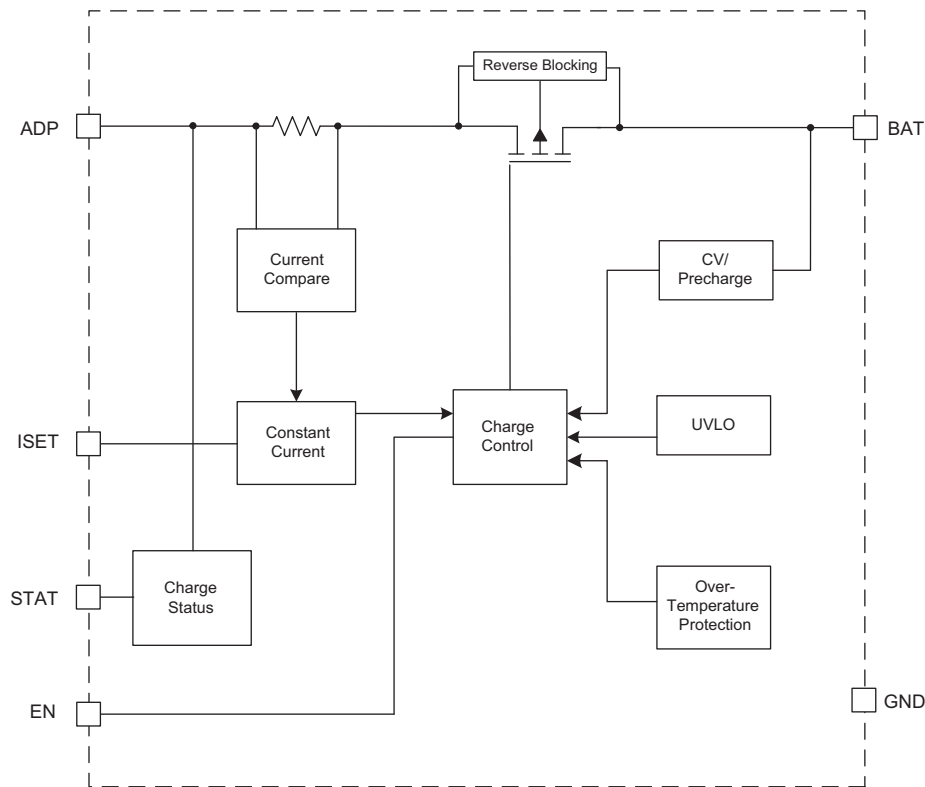 Reverse Blocking
ADP
BAT
Current
Compare
CV/
Precharge
ISET
Constant
Current
Charge
Control
UVLO
STAT
Charge
Status
Over-
Temperature
Protection
EN
GND